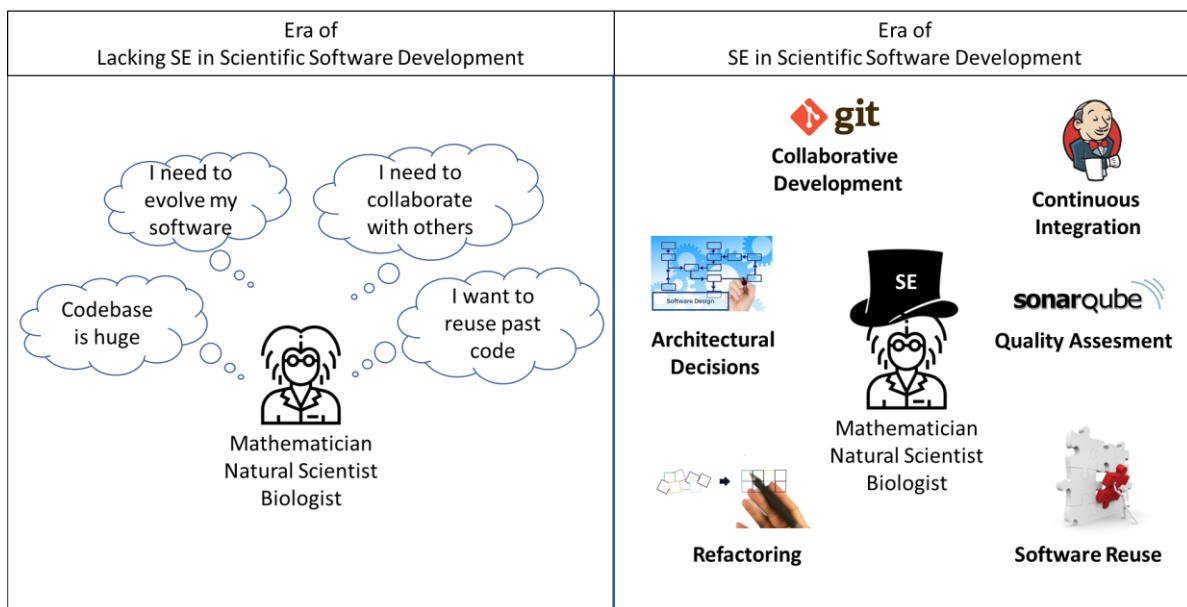 Era of
Lacking SE in Scientific Software Development
Era of
SE in Scientific Software Development
I need to
evolve my
software
I need to
collaborate
with others
Codebase
is huge
I want to
reuse past
code
Mathematician
Natural Scientist
Biologist
git
Collaborative
Development
Continuous
Integration
Software Design
Architectural
Decisions
SE
sonarqube
Quality Assesment
Mathematician
Natural Scientist
Biologist
Refactoring
Software Reuse